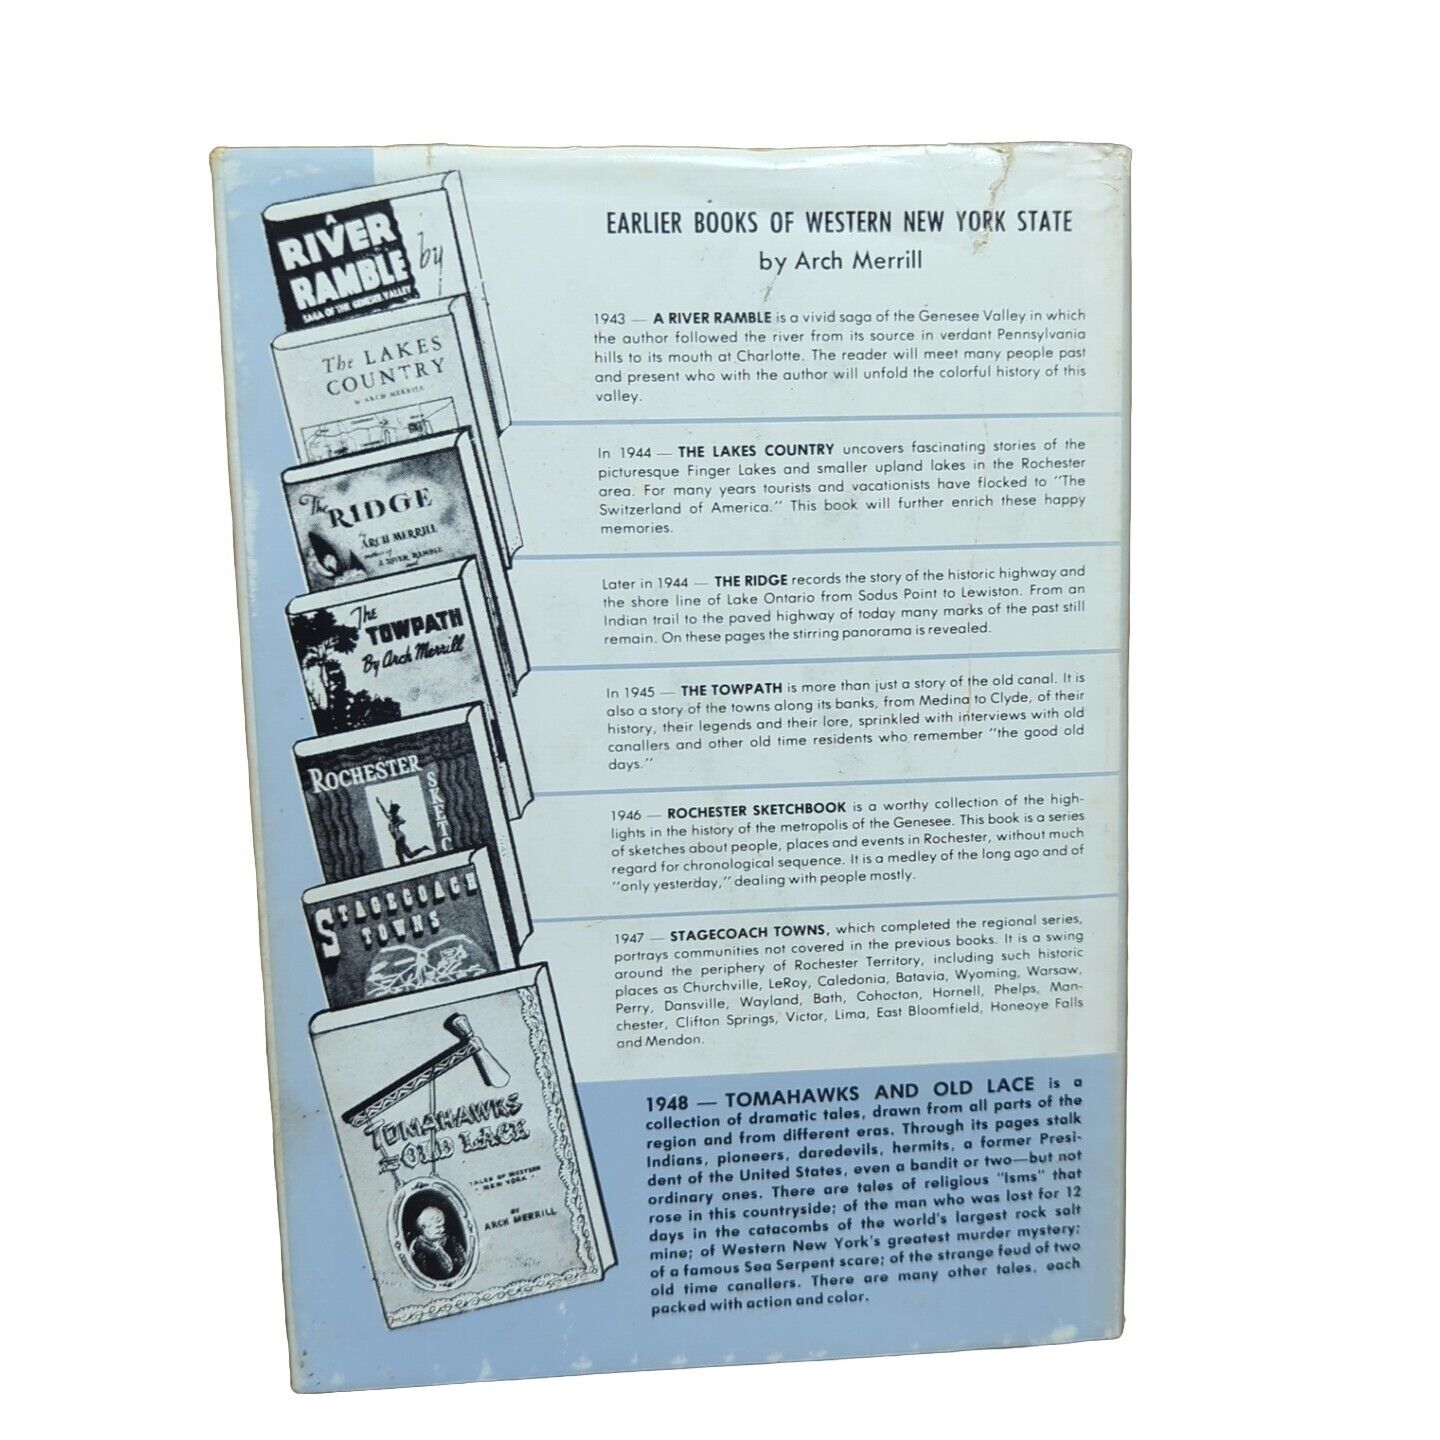 A
RIVER
RAMBLE
SAGA OF THE GENESEE VALLEY
by
The LAKES
COUNTRY
by ARCH MERRILL
The
RIDGE
by
ARCH MERRILL
author of
A RIVER RAMBLE
The
TOWPATH
By Arch Merrill
ROCHESTER
SKETC
STAGECOACH
TOWNS
TOMAHAWKS
AND OLD LACE
TALES OF WESTERN
NEW YORK
BY
ARCH MERRILL
EARLIER BOOKS OF WESTERN NEW YORK STATE
by Arch Merrill
1943 — A RIVER RAMBLE is a vivid saga of the Genesee Valley in which
the author followed the river from its source in verdant Pennsylvania
hills to its mouth at Charlotte. The reader will meet many people past
and present who with the author will unfold the colorful history of this
valley.
In 1944 — THE LAKES COUNTRY uncovers fascinating stories of the
picturesque Finger Lakes and smaller upland lakes in the Rochester
area. For many years tourists and vacationists have flocked to "The
Switzerland of America." This book will further enrich these happy
memories.
Later in 1944 — THE RIDGE records the story of the historic highway and
the shore line of Lake Ontario from Sodus Point to Lewiston. From an
Indian trail to the paved highway of today many marks of the past still
remain. On these pages the stirring panorama is revealed.
In 1945 — THE TOWPATH is more than just a story of the old canal. It is
also a story of the towns along its banks, from Medina to Clyde, of their
history, their legends and their lore, sprinkled with interviews with old
canallers and other old time residents who remember "the good old
days."
1946 — ROCHESTER SKETCHBOOK is a worthy collection of the high-
lights in the history of the metropolis of the Genesee. This book is a series
of sketches about people, places and events in Rochester, without much
regard for chronological sequence. It is a medley of the long ago and of
"only yesterday," dealing with people mostly.
1947 — STAGECOACH TOWNS, which completed the regional series,
portrays communities not covered in the previous books. It is a swing
around the periphery of Rochester Territory, including such historic
places as Churchville, LeRoy, Caledonia, Batavia, Wyoming, Warsaw,
Perry, Dansville, Wayland, Bath, Cohocton, Hornell, Phelps, Man-
chester, Clifton Springs, Victor, Lima, East Bloomfield, Honeoye Falls
and Mendon.
1948 — TOMAHAWKS AND OLD LACE is a
collection of dramatic tales, drawn from all parts of the
region and from different eras. Through its pages stalk
Indians, pioneers, daredevils, hermits, a former Presi-
dent of the United States, even a bandit or two—but not
ordinary ones. There are tales of religious "Isms" that
rose in this countryside; of the man who was lost for 12
days in the catacombs of the world's largest rock salt
mine; of Western New York's greatest murder mystery;
of a famous Sea Serpent scare; of the strange feud of two
old time canallers. There are many other tales, each
packed with action and color.